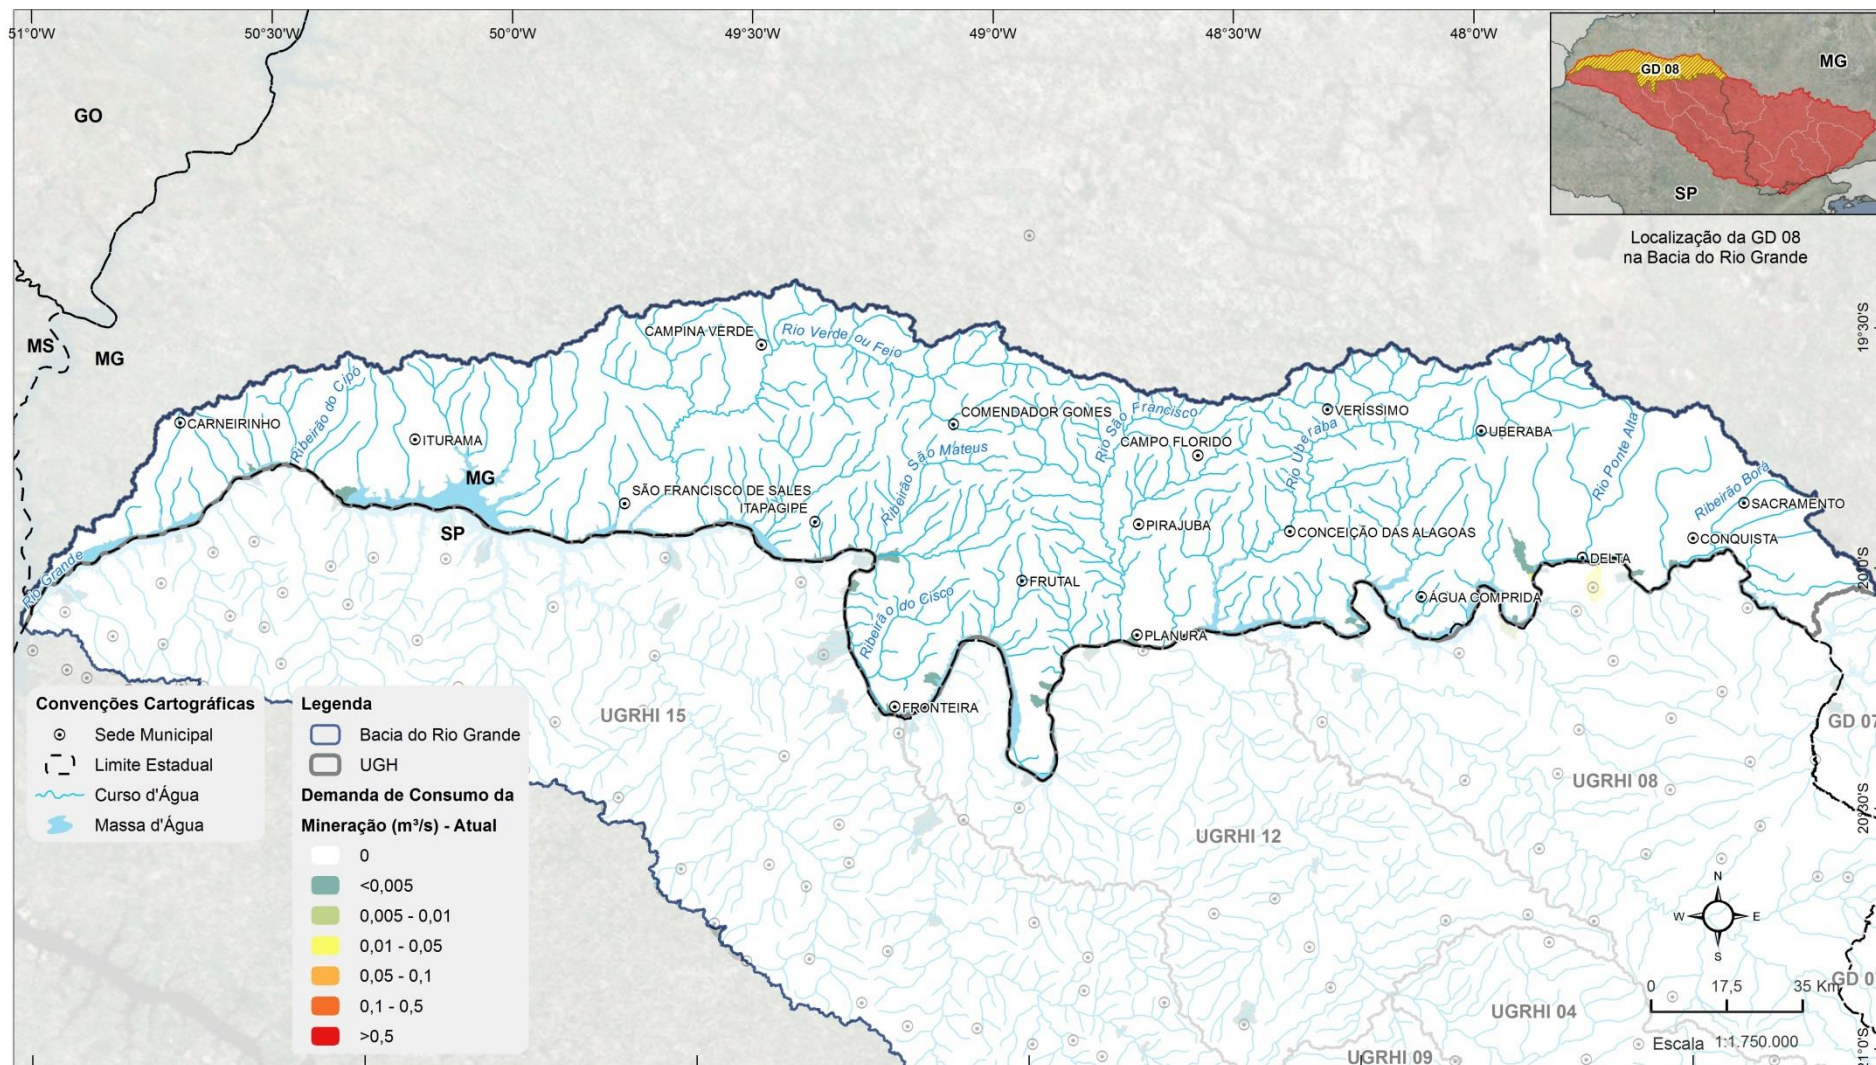 51°0'W
50°30'W
50°0'W
49°30'W
49°0'W
48°30'W
48°0'W
GO
MS
MG
MG
GD 08
SP
Localização da GD 08
na Bacia do Rio Grande
19°30'S
20°0'S
20°30'S
21°0'S
CAMPINA VERDE
Rio Verde ou Feio
Ribeirão do Cipó
CARNEIRINHO
ITURAMA
COMENDADOR GOMES
Rio São Francisco
VERÍSSIMO
Rio Uberaba
UBERABA
CAMPO FLORIDO
Ribeirão São Mateus
Rio São
Rio Uberaba
Rio Ponte Alta
Ribeirão Borá
MG
SÃO FRANCISCO DE SALES
ITAPAGIPE
SACRAMENTO
SP
PIRAJUBA
CONCEIÇÃO DAS ALAGOAS
CONQUISTA
DELTA
Rio Grande
FRUTAL
ÁGUA COMPRIDA
Ribeirão do Cisco
PLANURA
FRONTEIRA
UGRHI 15
GD 07
UGRHI 08
UGRHI 12
UGRHI 04
UGRHI 09
GD 0
Convenções Cartográficas
Sede Municipal
Limite Estadual
Curso d'Água
Massa d'Água
Legenda
Bacia do Rio Grande
UGH
Demanda de Consumo da
Mineração (m³/s) - Atual
0
<0,005
0,005 - 0,01
0,01 - 0,05
0,05 - 0,1
0,1 - 0,5
>0,5
N
W E
S
0 17,5 35 Km
Escala 1:1.750.000